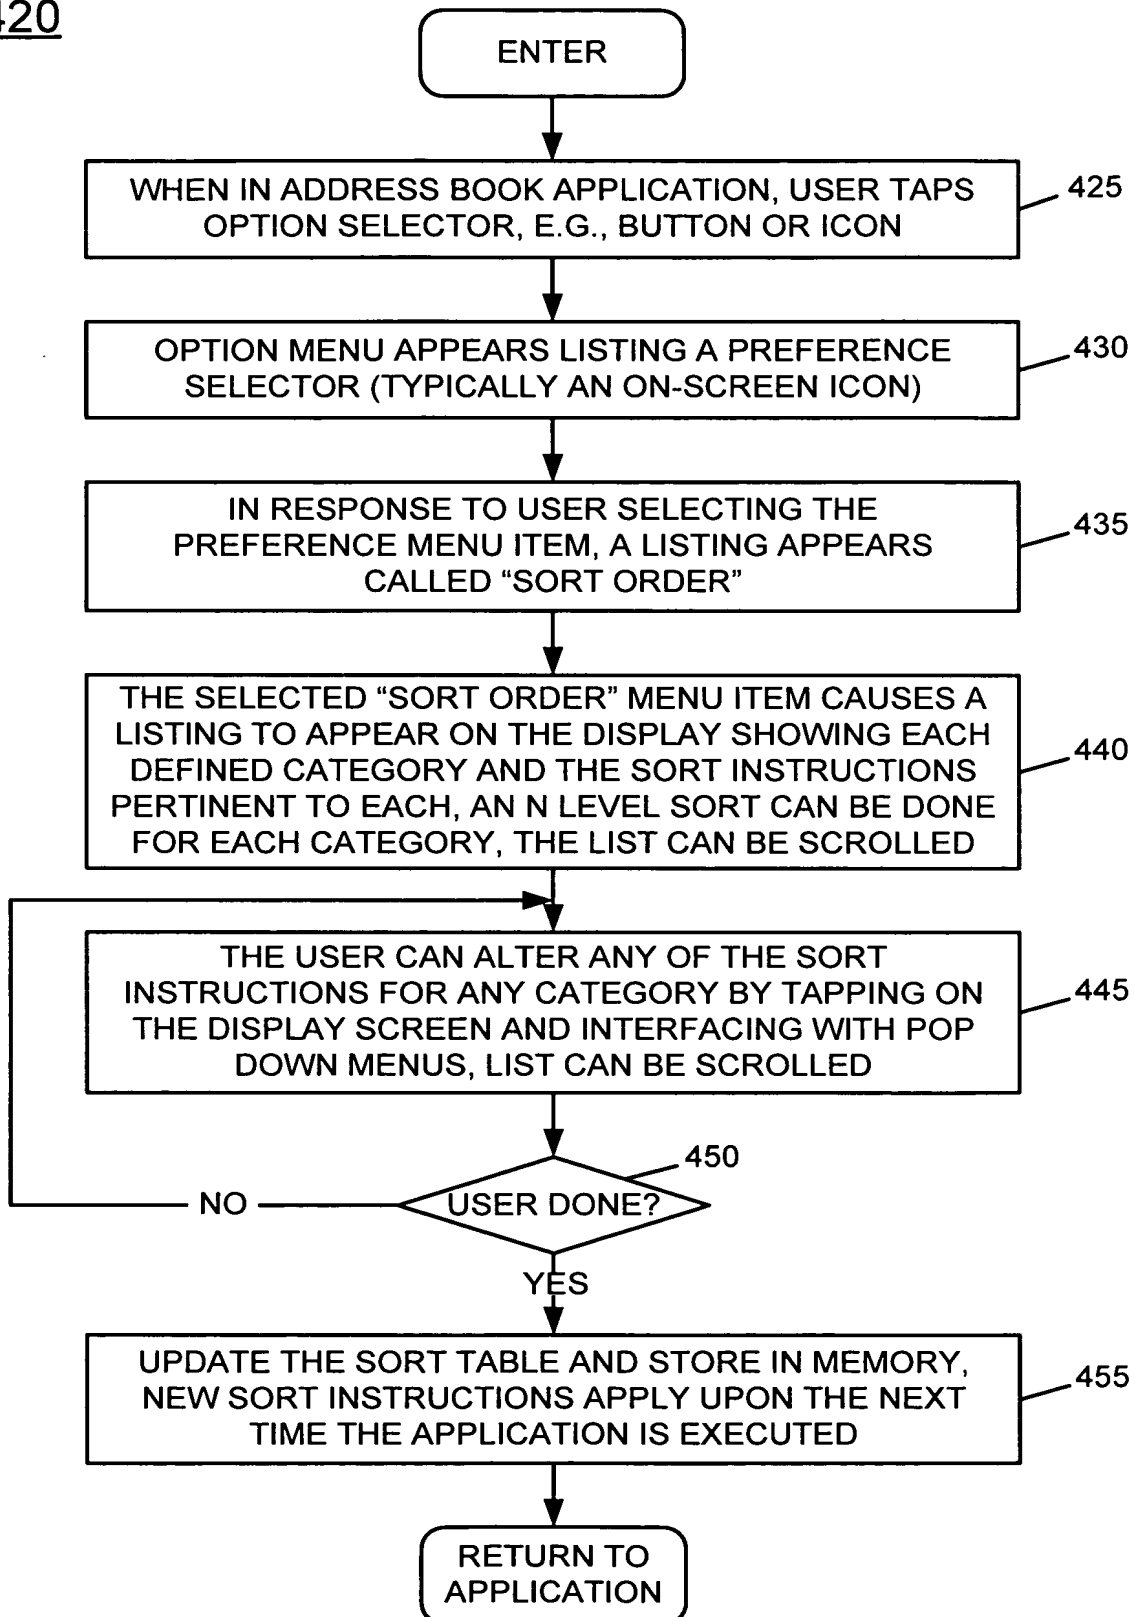 420
ENTER
WHEN IN ADDRESS BOOK APPLICATION, USER TAPS
OPTION SELECTOR, E.G., BUTTON OR ICON
425
OPTION MENU APPEARS LISTING A PREFERENCE
SELECTOR (TYPICALLY AN ON-SCREEN ICON)
430
IN RESPONSE TO USER SELECTING THE
PREFERENCE MENU ITEM, A LISTING APPEARS
CALLED “SORT ORDER”
435
THE SELECTED “SORT ORDER” MENU ITEM CAUSES A
LISTING TO APPEAR ON THE DISPLAY SHOWING EACH
DEFINED CATEGORY AND THE SORT INSTRUCTIONS
PERTINENT TO EACH, AN N LEVEL SORT CAN BE DONE
FOR EACH CATEGORY, THE LIST CAN BE SCROLLED
440
THE USER CAN ALTER ANY OF THE SORT
INSTRUCTIONS FOR ANY CATEGORY BY TAPPING ON
THE DISPLAY SCREEN AND INTERFACING WITH POP
DOWN MENUS, LIST CAN BE SCROLLED
445
450
NO
USER DONE?
YES
UPDATE THE SORT TABLE AND STORE IN MEMORY,
NEW SORT INSTRUCTIONS APPLY UPON THE NEXT
TIME THE APPLICATION IS EXECUTED
455
RETURN TO
APPLICATION